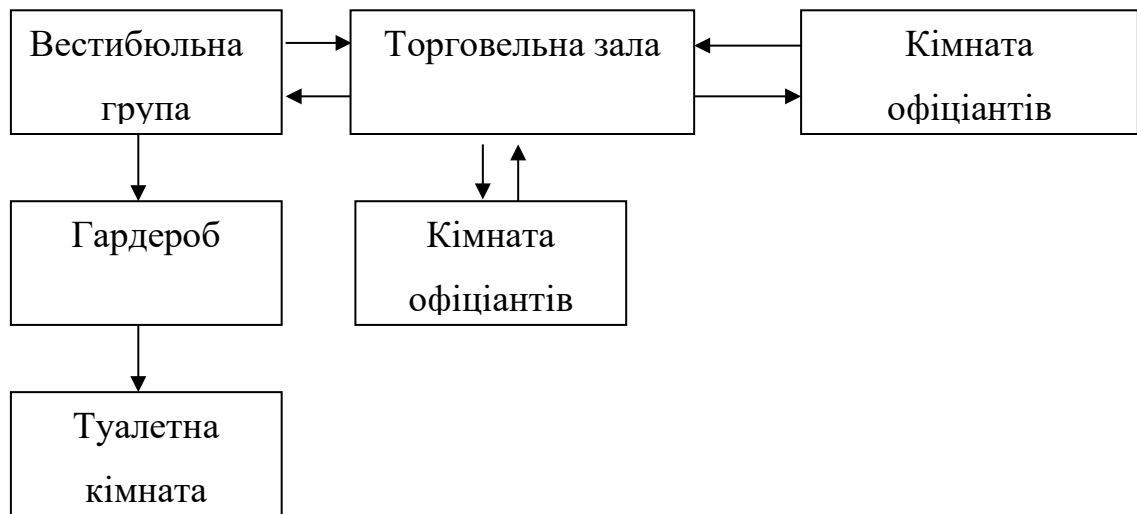 Вестибюльна
група
Торговельна зала
Кімната
офіціантів
Гардероб
Кімната
офіціантів
Туалетна
кімната